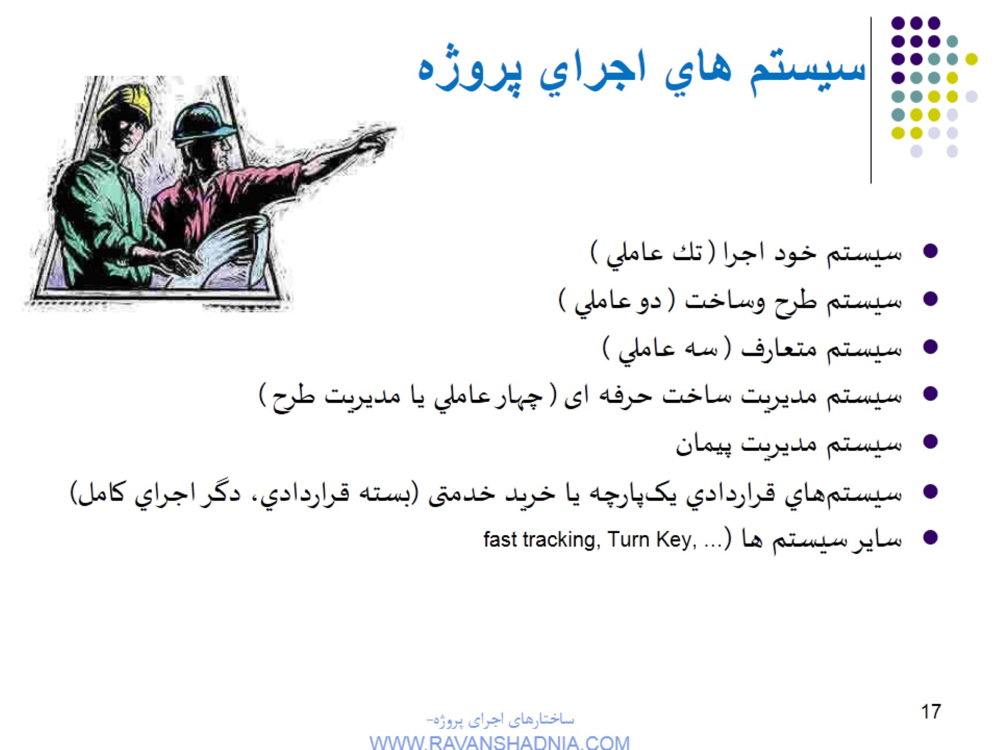 سيستم هاي اجراي پروژه
سيستم خود اجرا ( تك عاملي )
سيستم طرح وساخت ( دو عاملي )
سيستم متعارف ( سه عاملي )
سيستم مديريت ساخت حرفه ای ( چهار عاملي يا مديريت طرح )
سيستم مديريت پيمان
سيستم‌هاي قراردادي یک‌پارچه يا خريد خدمتی (بسته قراردادي، دگر اجراي كامل)
ساير سيستم ها (... ,fast tracking, Turn Key
17
ساختارهای اجرای پروژه-
WWW.RAVANSHADNIA.COM